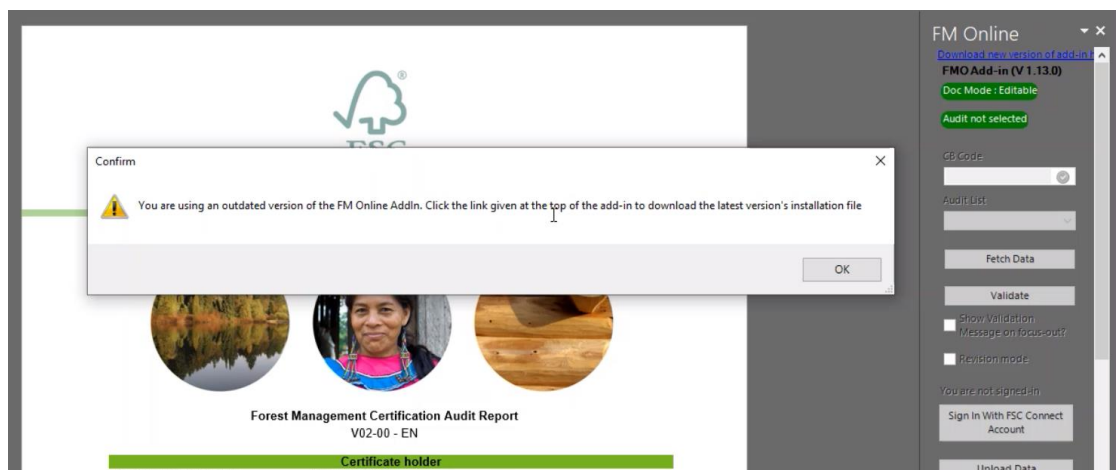 FM Online
Download new version of add-in h
FMO Add-in (V 1.13.0)
Doc Mode : Editable
Audit not selected
CB Code
Audit List
Fetch Data
Validate
Show Validation
Message on focus-out?
Revision mode
You are not signed-in
Sign In With FSC Connect
Account
Upload Data
FSC
Confirm
You are using an outdated version of the FM Online AddIn. Click the link given at the top of the add-in to download the latest version's installation file
OK
Forest Management Certification Audit Report
V02-00 - EN
Certificate holder